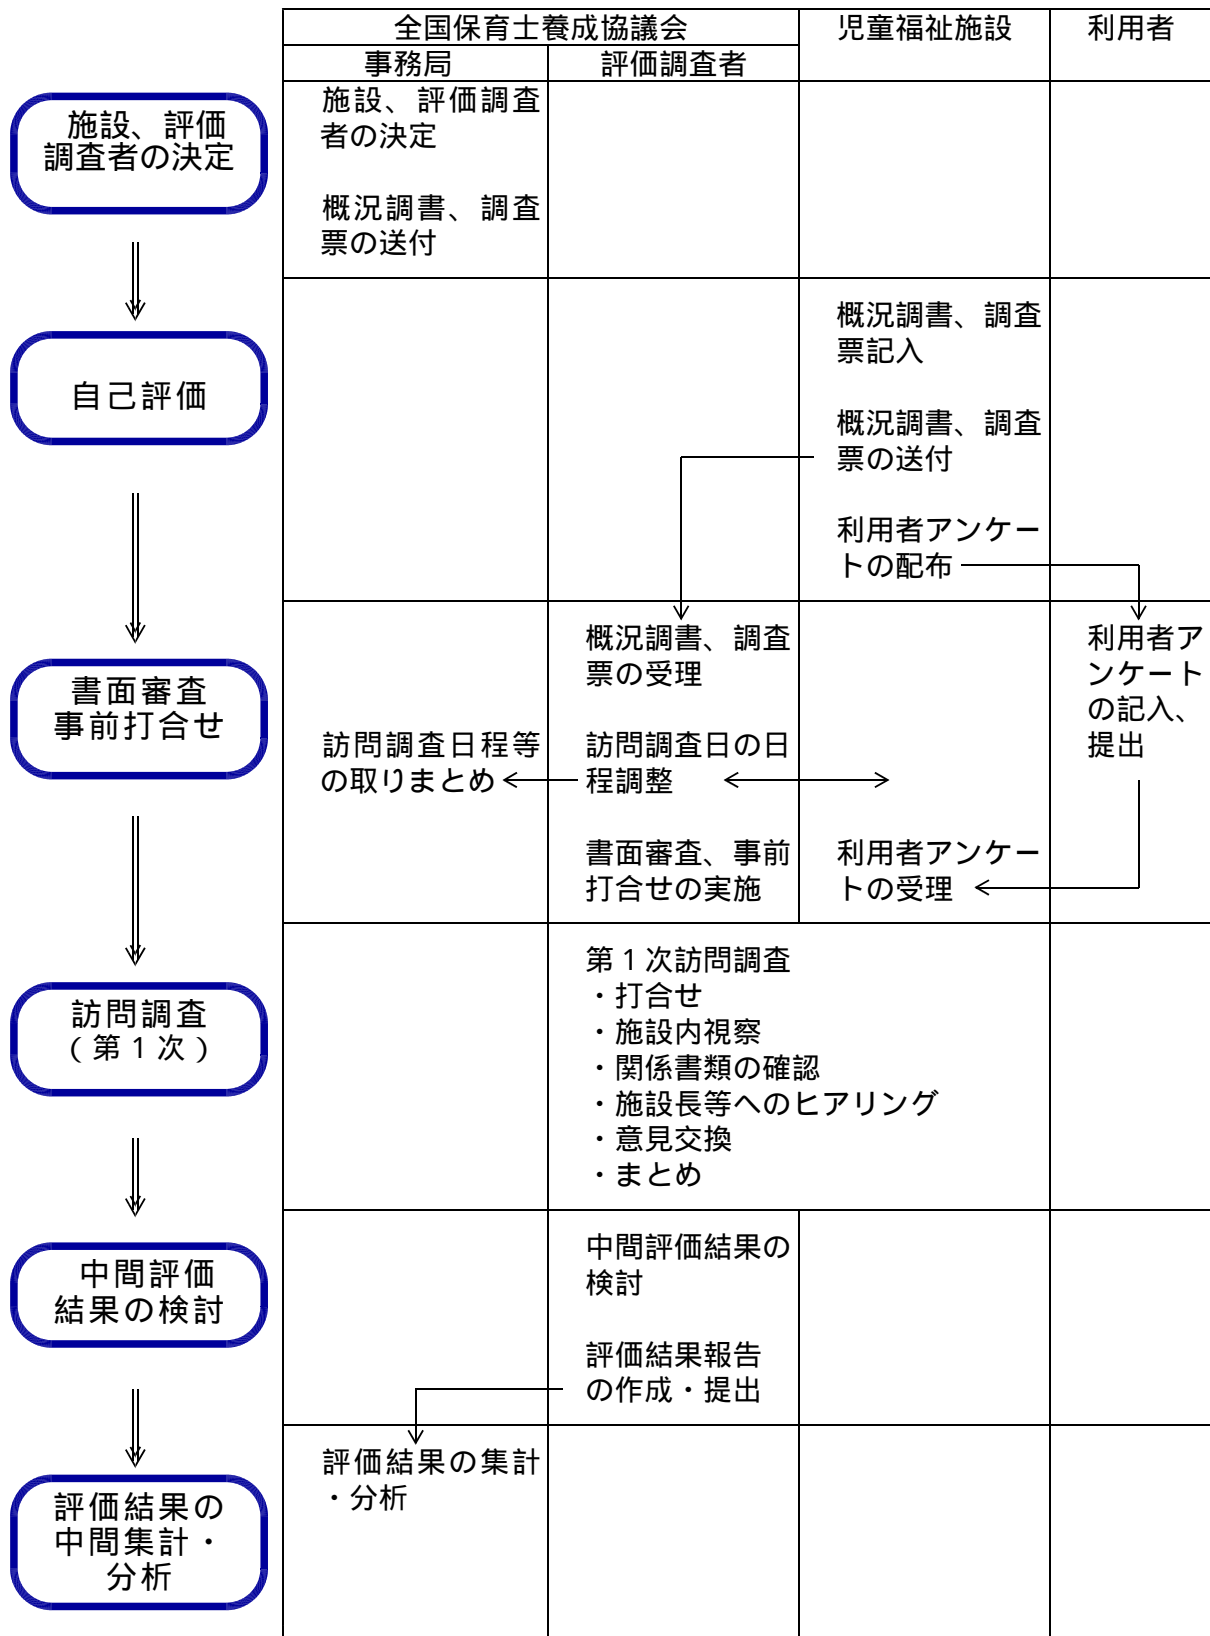 全国保育士養成協議会
児童福祉施設
利用者
事務局
評価調査者
施設、評価
調査者の決定
施設、評価調査
者の決定
概況調書、調査
票の送付
自己評価
概況調書、調査
票記入
概況調書、調査
票の送付
利用者アンケー
トの配布
書面審査
事前打合せ
訪問調査日程等
の取りまとめ
概況調書、調査
票の受理
訪問調査日の日
程調整
書面審査、事前
打合せの実施
利用者アンケー
トの受理
利用者ア
ンケート
の記入、
提出
訪問調査
(第1次)
第1次訪問調査
・打合せ
・施設内視察
・関係書類の確認
・施設長等へのヒアリング
・意見交換
・まとめ
中間評価
結果の検討
中間評価結果の
検討
評価結果報告
の作成・提出
評価結果の
中間集計・
分析
評価結果の集計
・分析